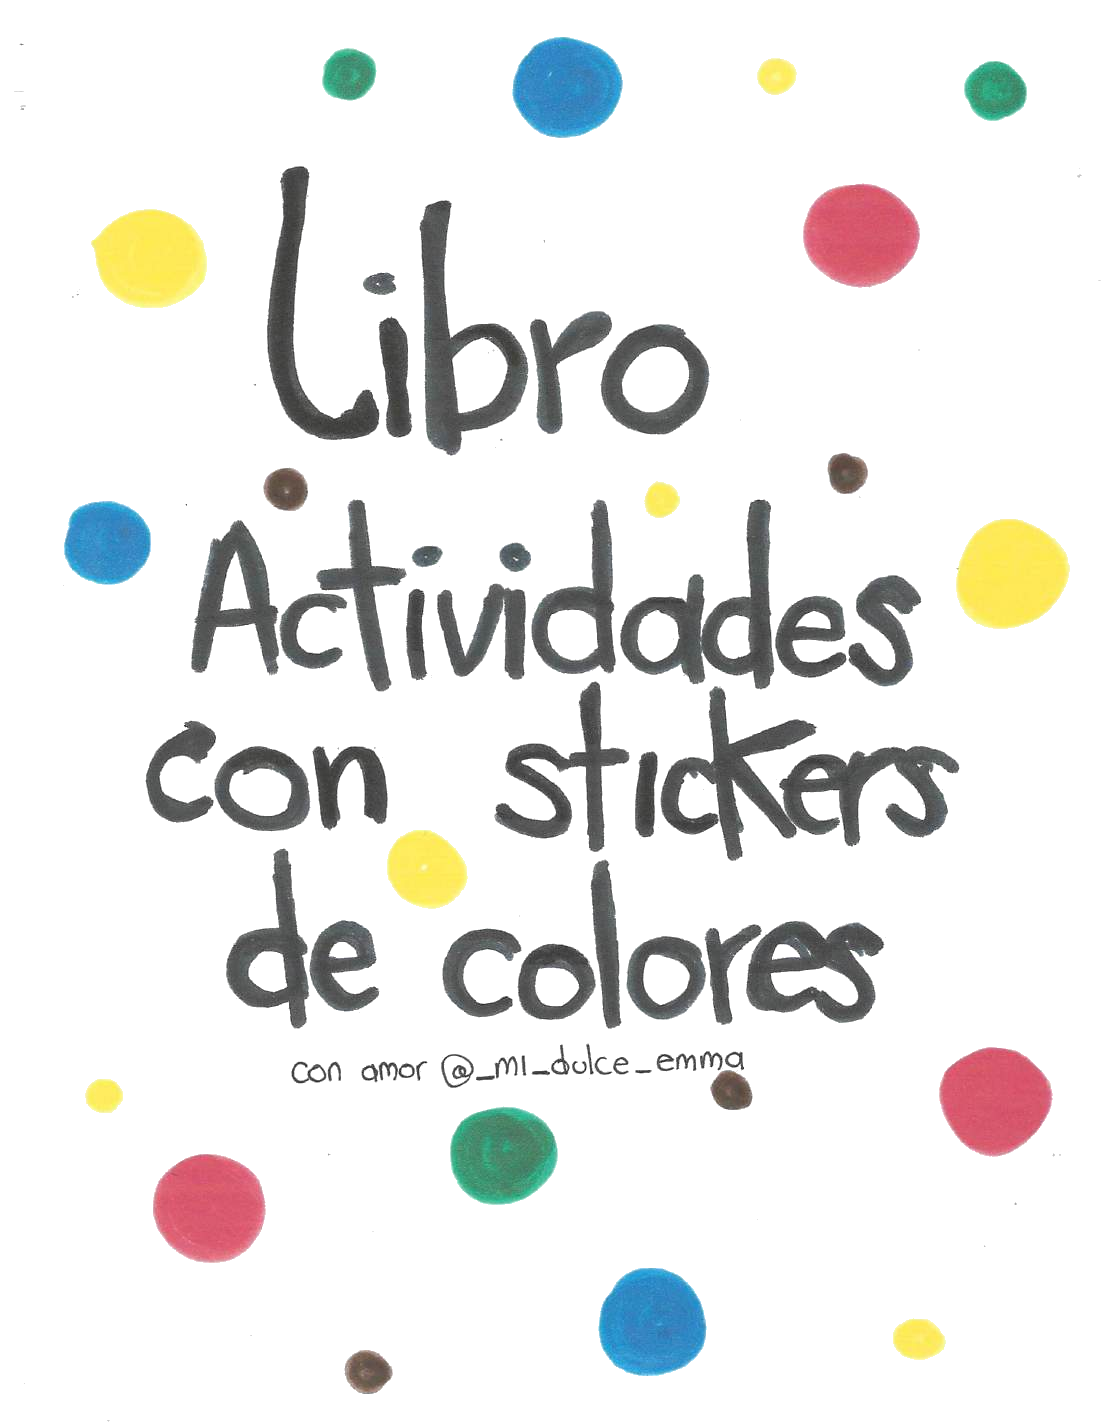 Libro
Actividades
con stickers
de colores
con amor @_mi_dulce_emma